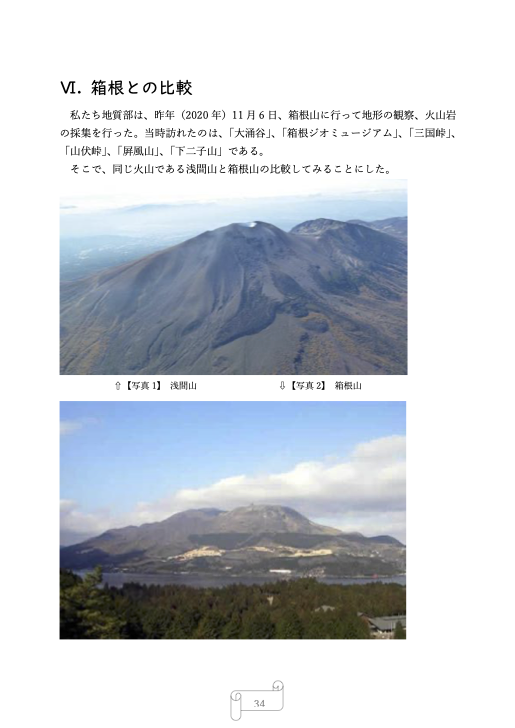 Ⅵ．箱根との比較
私たち地質部は、昨年（2020 年）11 月 6 日、箱根山に行って地形の観察、火山岩
の採集を行った。当時訪れたのは、「大涌谷」、「箱根ジオミュージアム」、「三国峠」、
「山伏峠」、「屏風山」、「下二子山」である。
そこで、同じ火山である浅間山と箱根山の比較してみることにした。
⇧【写真 1】 浅間山 ⇩【写真 2】 箱根山
34